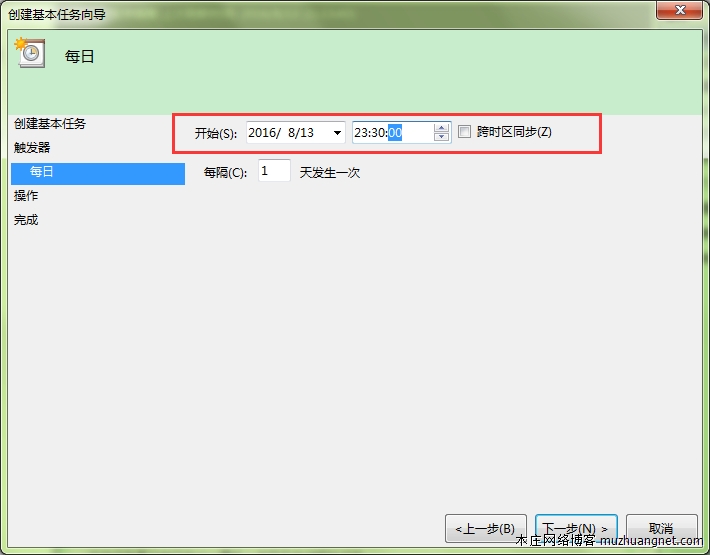 创建基本任务向导
每日
创建基本任务
触发器
每日
操作
完成
开始(S): 2016/ 8/13 23:30:00 跨时区同步(Z)
每隔(C): 1 天发生一次
<上一步(B) 下一步(N) > 取消
木庄网络博客 muzhuangnet.com